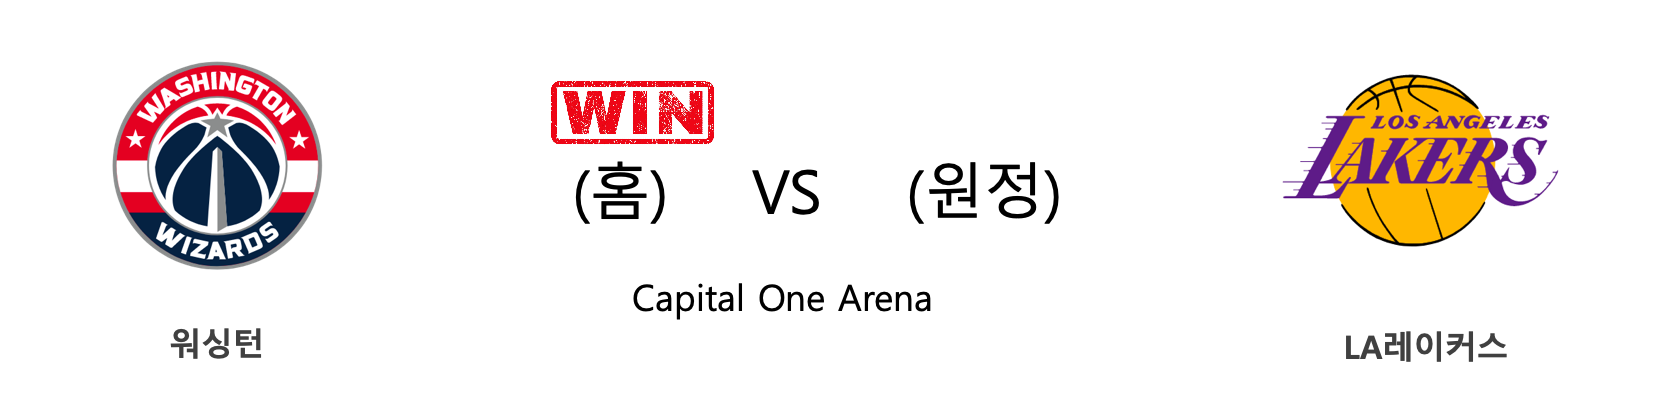 WASHINGTON
WIZARDS
워싱턴
WIN
(홈) VS (원정)
Capital One Arena
LOS ANGELES
LAKERS
LA레이커스